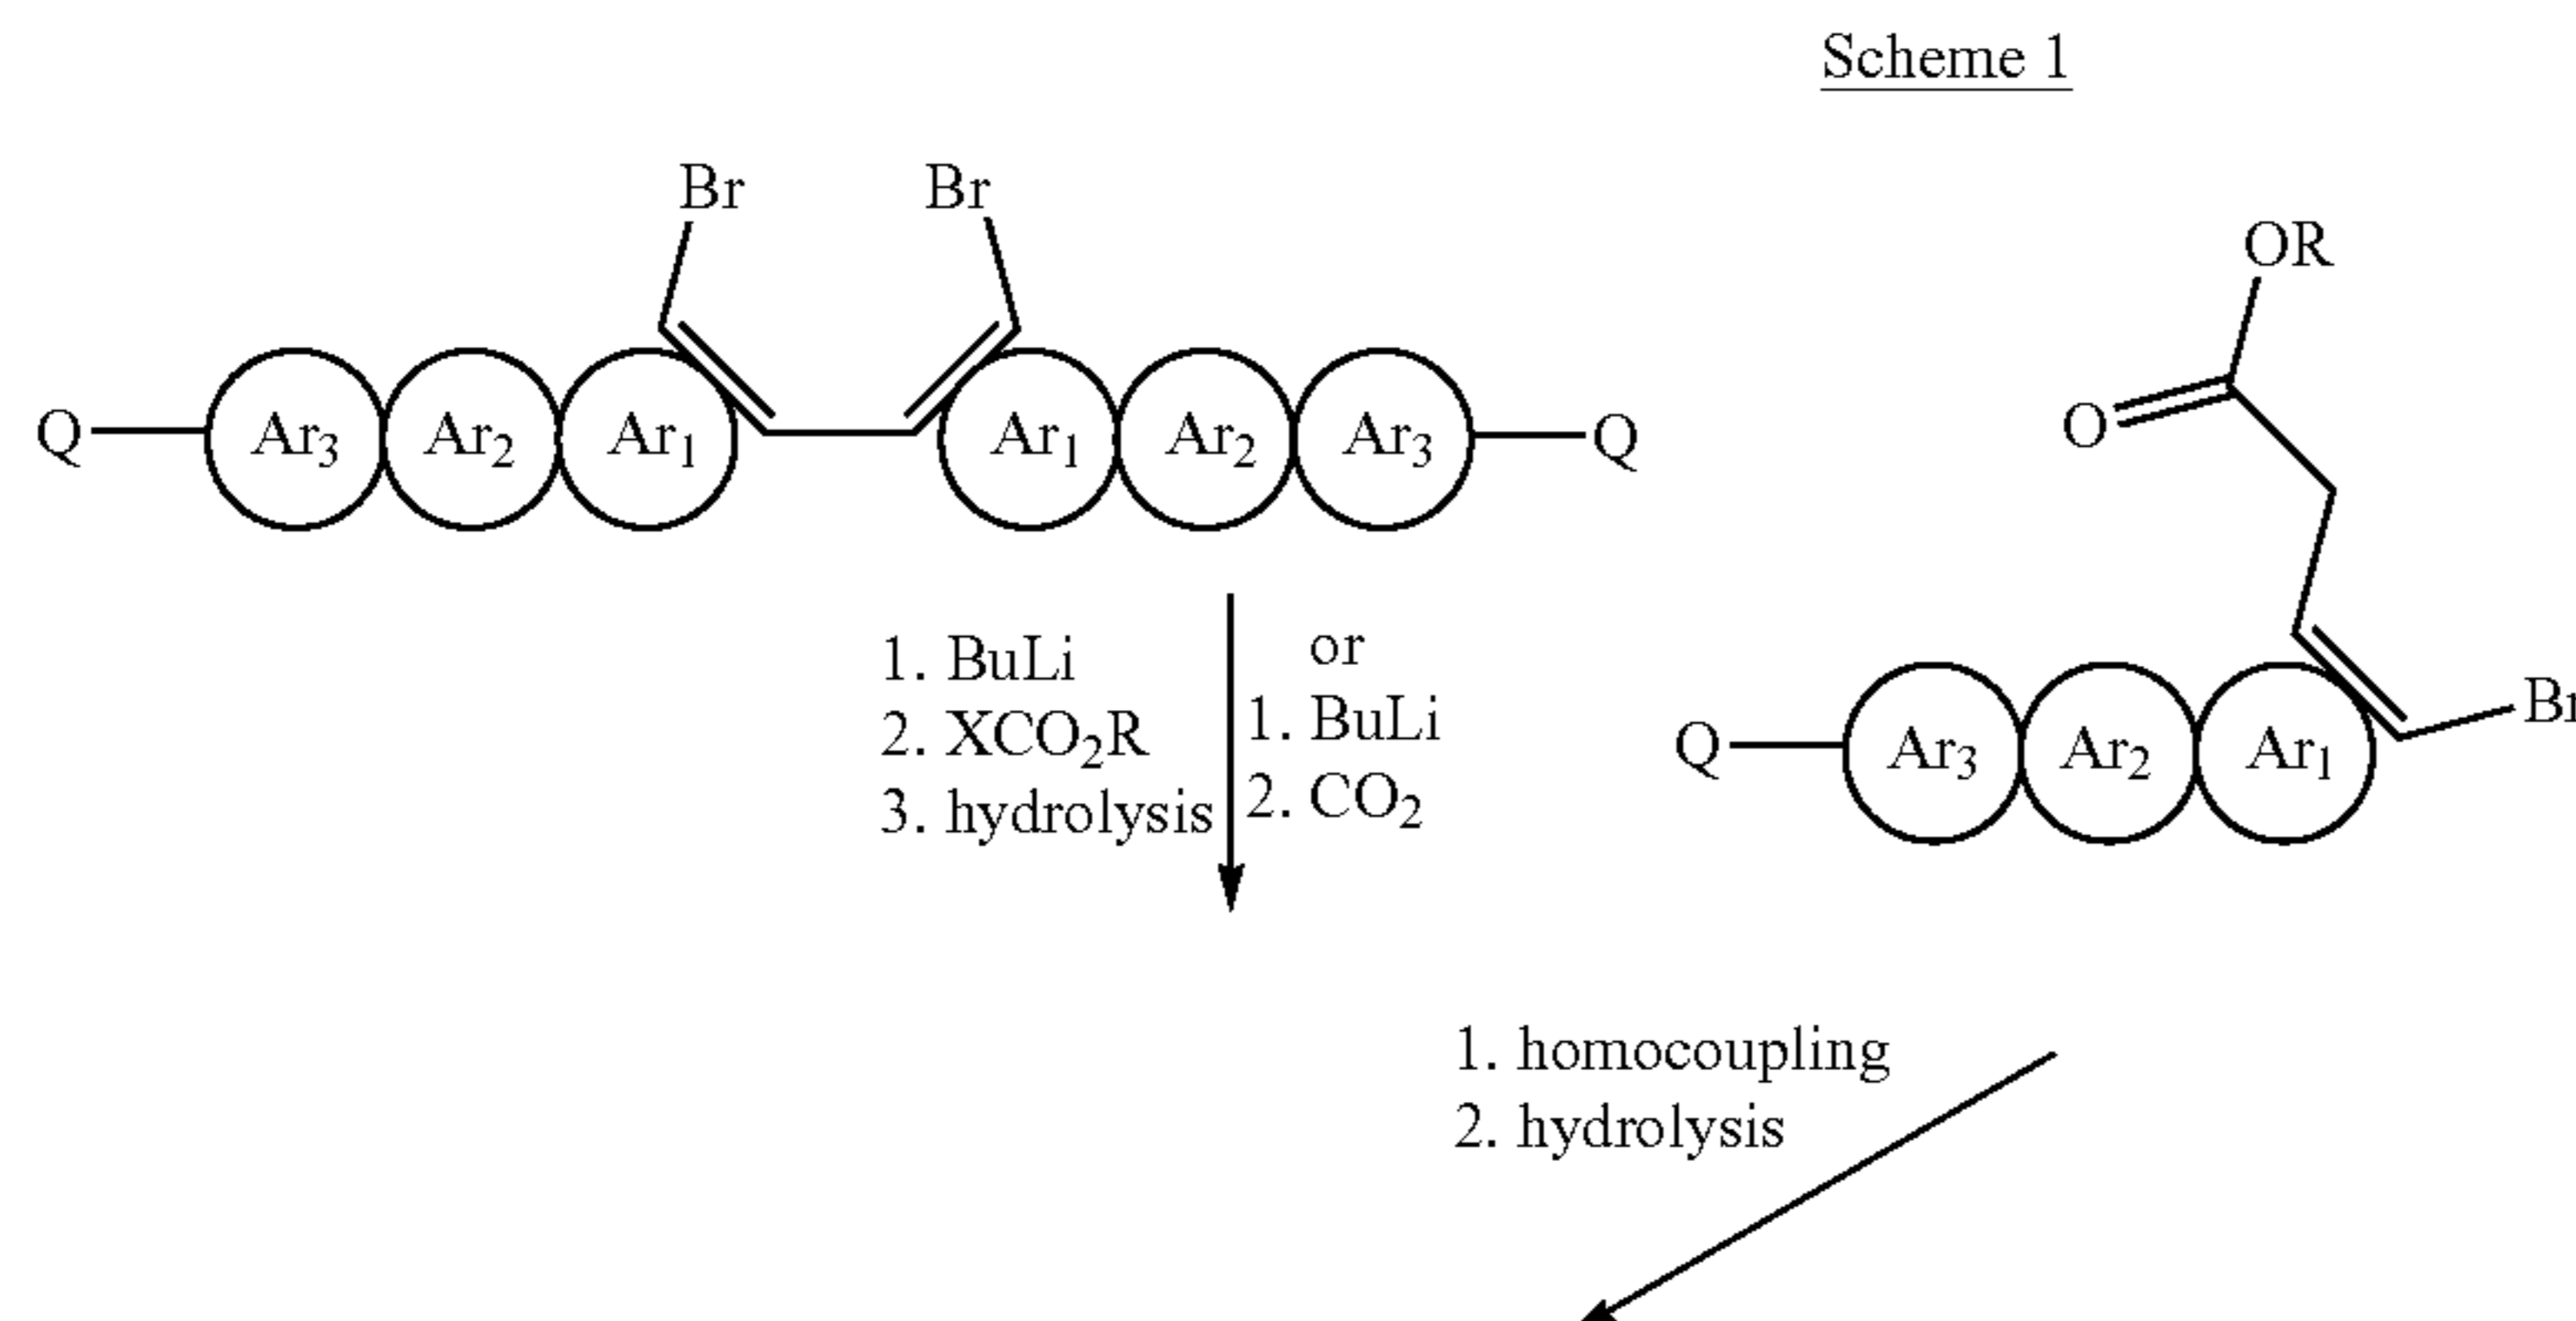 Scheme 1
Br Br
OR
O
Q Ar₃ Ar₂ Ar₁ Ar₁ Ar₂ Ar₃ Q
1. BuLi
2. XCO₂R
3. hydrolysis
or
1. BuLi
2. CO₂
Q Ar₃ Ar₂ Ar₁ Br
1. homocoupling
2. hydrolysis